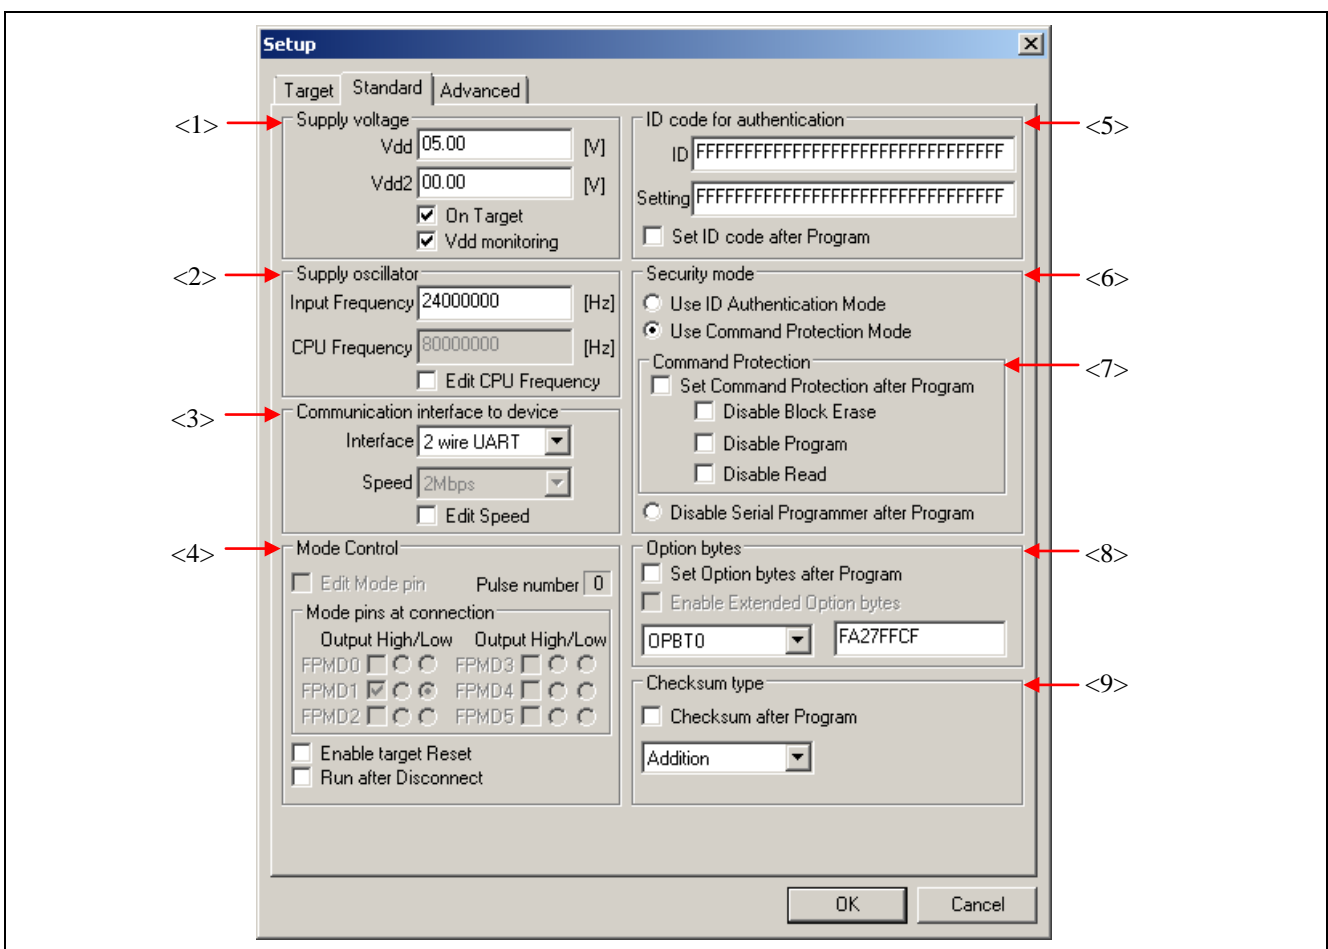 Setup
Target Standard Advanced
<1>
Supply voltage
Vdd 05.00 [V]
Vdd2 00.00 [V]
On Target
Vdd monitoring
<2>
Supply oscillator
Input Frequency 24000000 [Hz]
CPU Frequency 80000000 [Hz]
Edit CPU Frequency
<3>
Communication interface to device
Interface 2 wire UART
Speed 2Mbps
Edit Speed
<4>
Mode Control
Edit Mode pin Pulse number 0
Mode pins at connection
Output High/Low Output High/Low
FPMD0 FPMD3
FPMD1 FPMD4
FPMD2 FPMD5
Enable target Reset
Run after Disconnect
ID code for authentication
<5>
ID FFFFFFFFFFFFFFFFFFFFFFFFFFFFFFFF
Setting FFFFFFFFFFFFFFFFFFFFFFFFFFFFFFFF
Set ID code after Program
Security mode
<6>
Use ID Authentication Mode
Use Command Protection Mode
Command Protection
<7>
Set Command Protection after Program
Disable Block Erase
Disable Program
Disable Read
Disable Serial Programmer after Program
Option bytes
<8>
Set Option bytes after Program
Enable Extended Option bytes
OPBT0 FA27FFCF
Checksum type
<9>
Checksum after Program
Addition
OK Cancel